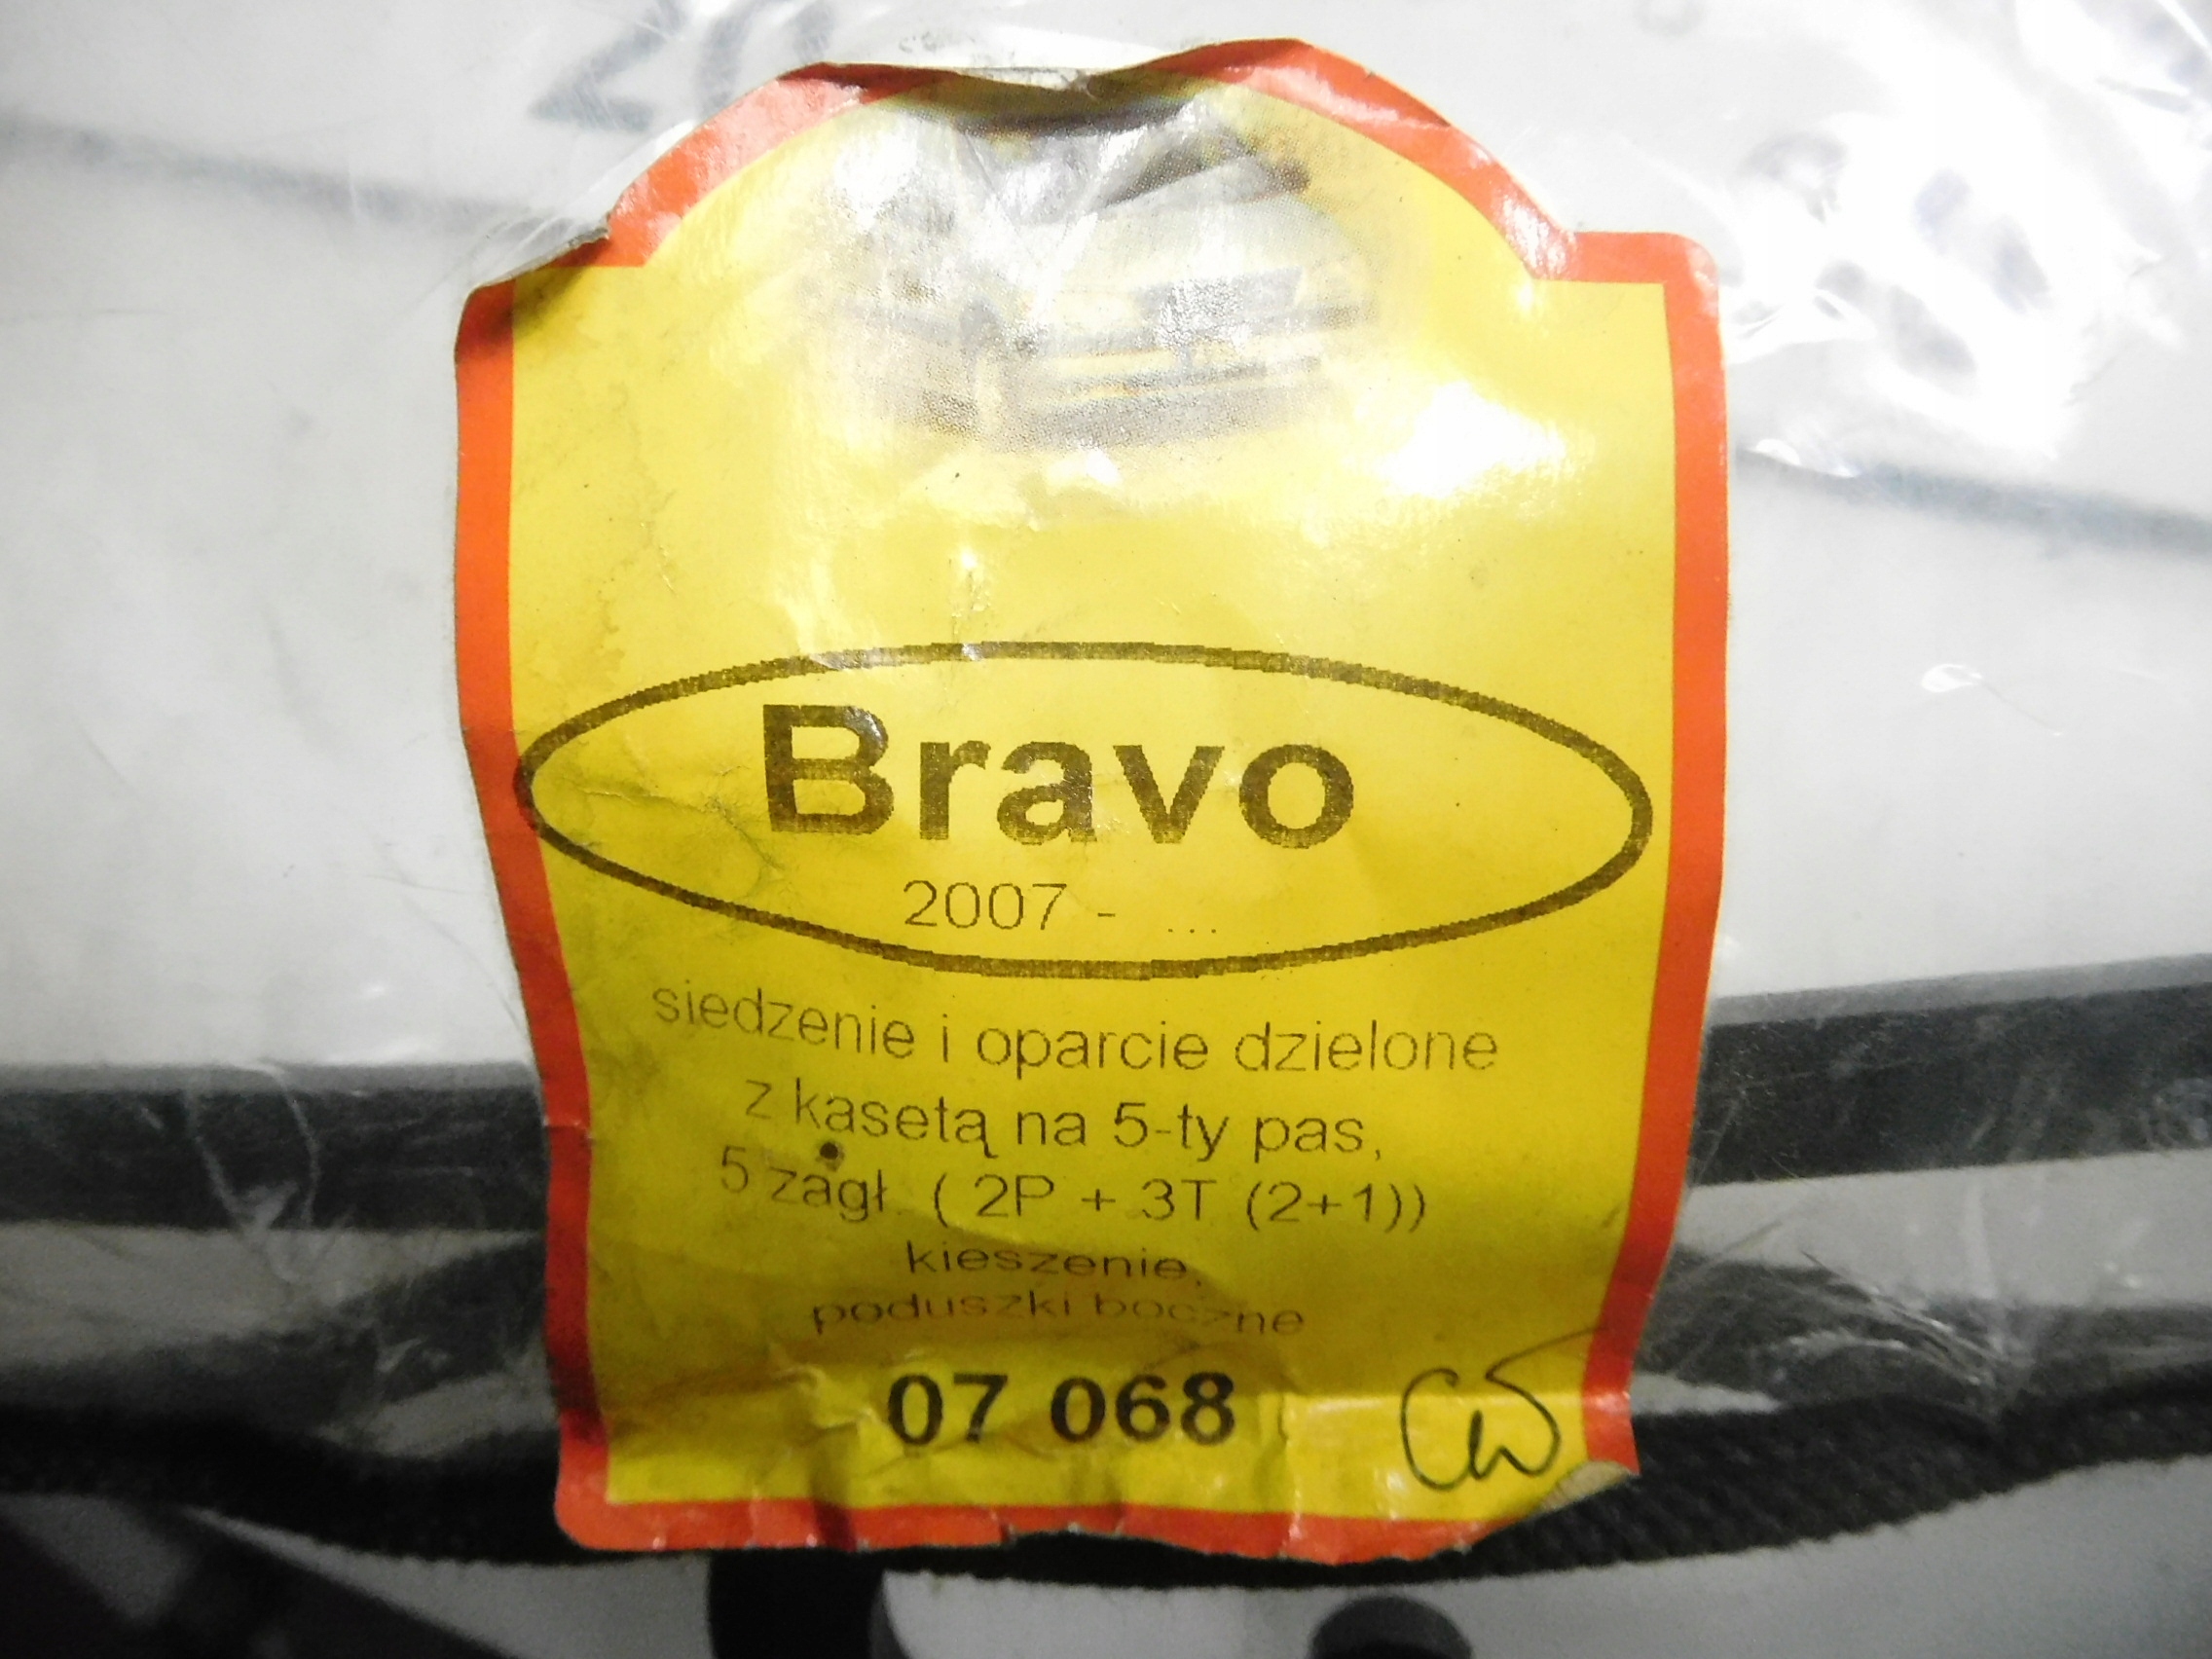 Bravo
2007 - ...
siedzenie i oparcie dzielone
z kasetą na 5-ty pas,
5 zagł. ( 2P + 3T (2+1))
kieszenie,
poduszki boczne
07 068